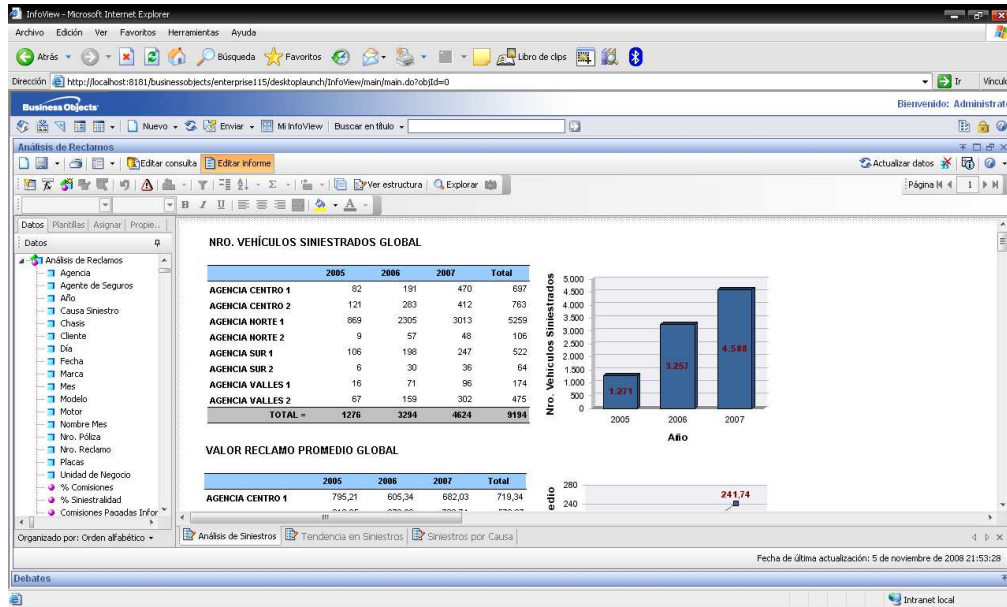 InfoView - Microsoft Internet Explorer
Archivo Edición Ver Favoritos Herramientas Ayuda
Atrás Búsqueda Favoritos Libro de clips
Dirección http://localhost:8181/businessobjects/enterprise115/desktoplaunch/InfoView/main/main.do?objId=0 Ir Vínculo
Business Objects Bienvenido: Administrat
Nuevo Enviar Mi InfoView Buscar en título
Análisis de Reclamos
Editar consulta Editar informe Actualizar datos
Ver estructura Explorar Página 1
Datos Plantillas Asignar Propie...
Datos
Análisis de Reclamos
Agencia
Agente de Seguros
Año
Causa Siniestro
Chasis
Cliente
Día
Fecha
Marca
Mes
Modelo
Motor
Nombre Mes
Nro. Póliza
Nro. Reclamo
Placas
Unidad de Negocio
% Comisiones
% Siniestralidad
Comisiones Pagadas Infor
Organizado por: Orden alfabético
NRO. VEHÍCULOS SINIESTRADOS GLOBAL
2005 2006 2007 Total
AGENCIA CENTRO 1 82 191 470 697
AGENCIA CENTRO 2 121 283 412 763
AGENCIA NORTE 1 869 2305 3013 5259
AGENCIA NORTE 2 9 57 48 106
AGENCIA SUR 1 106 198 247 522
AGENCIA SUR 2 6 30 36 64
AGENCIA VALLES 1 16 71 96 174
AGENCIA VALLES 2 67 159 302 475
TOTAL = 1276 3294 4624 9194
Nro. Vehiculos Siniestrados
5.000
4.500
4.000
3.500
3.000
2.500
2.000
1.500
1.000
500
0
1.271
3.257
4.588
2005 2006 2007
Año
VALOR RECLAMO PROMEDIO GLOBAL
2005 2006 2007 Total
AGENCIA CENTRO 1 795,21 605,34 682,03 719,34
edio
280
240
241,74
Análisis de Siniestros Tendencia en Siniestros Siniestros por Causa
Fecha de última actualización: 5 de noviembre de 2008 21:53:28
Debates
Intranet local